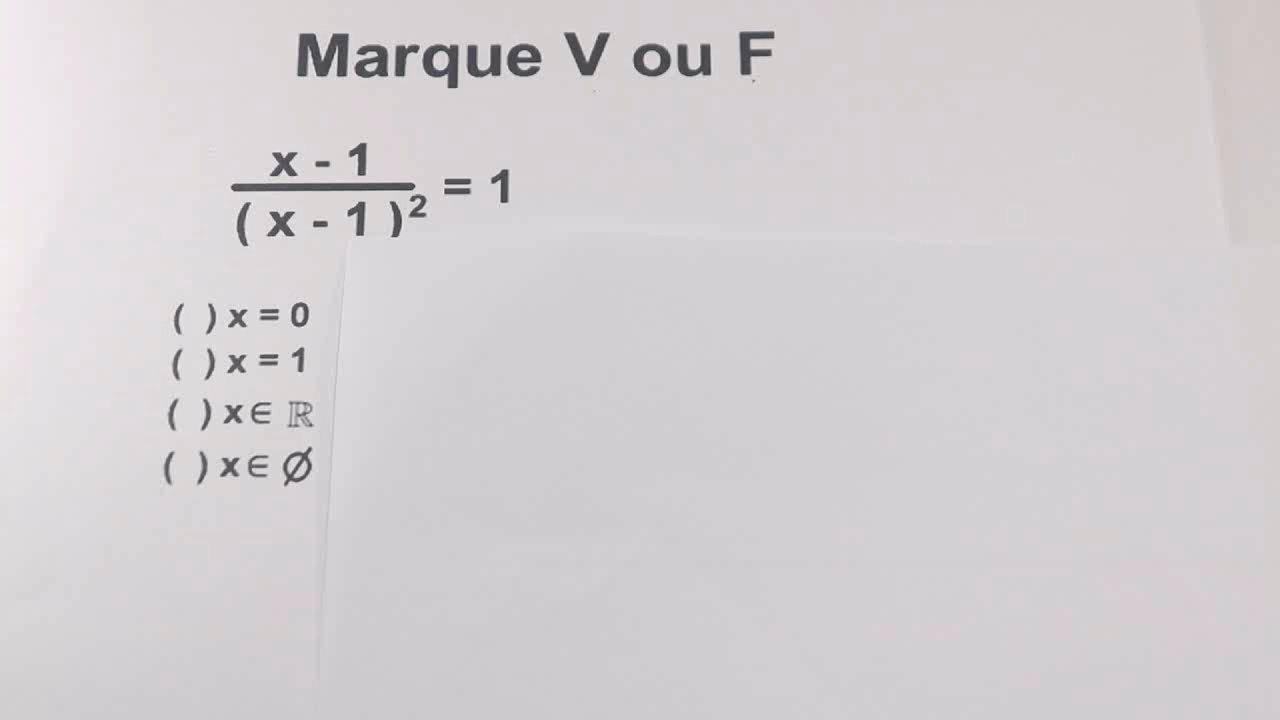 Marque V ou F
x - 1
( x - 1 )² = 1
( ) x = 0
( ) x = 1
( ) x ∈ ℝ
( ) x ∈ ∅